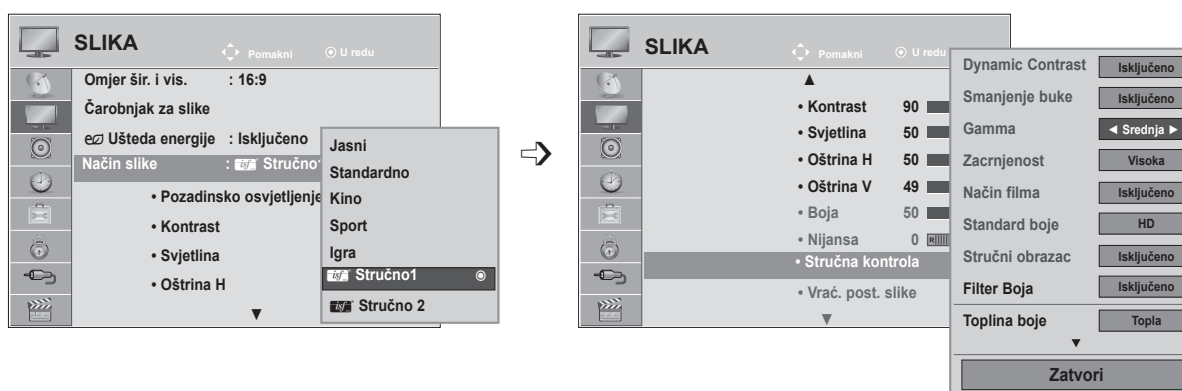 SLIKA
Pomakni
U redu
Omjer šir. i vis. : 16:9
Čarobnjak za slike
Ušteda energije : Isključeno
Način slike : isf Stručno1
• Pozadinsko osvjetljenje
• Kontrast
• Svjetlina
• Oštrina H
▼
Jasni
Standardno
Kino
Sport
Igra
isf Stručno1
isf Stručno 2
SLIKA
Pomakni
U redu
▲
• Kontrast 90
• Svjetlina 50
• Oštrina H 50
• Oštrina V 49
• Boja 50
• Nijansa 0 R
• Stručna kontrola
• Vrać. post. slike
▼
Dynamic Contrast Isključeno
Smanjenje buke Isključeno
Gamma ◄ Srednja ►
Zacrnjenost Visoka
Način filma Isključeno
Standard boje HD
Stručni obrazac Isključeno
Filter Boja Isključeno
Toplina boje Topla
▼
Zatvori